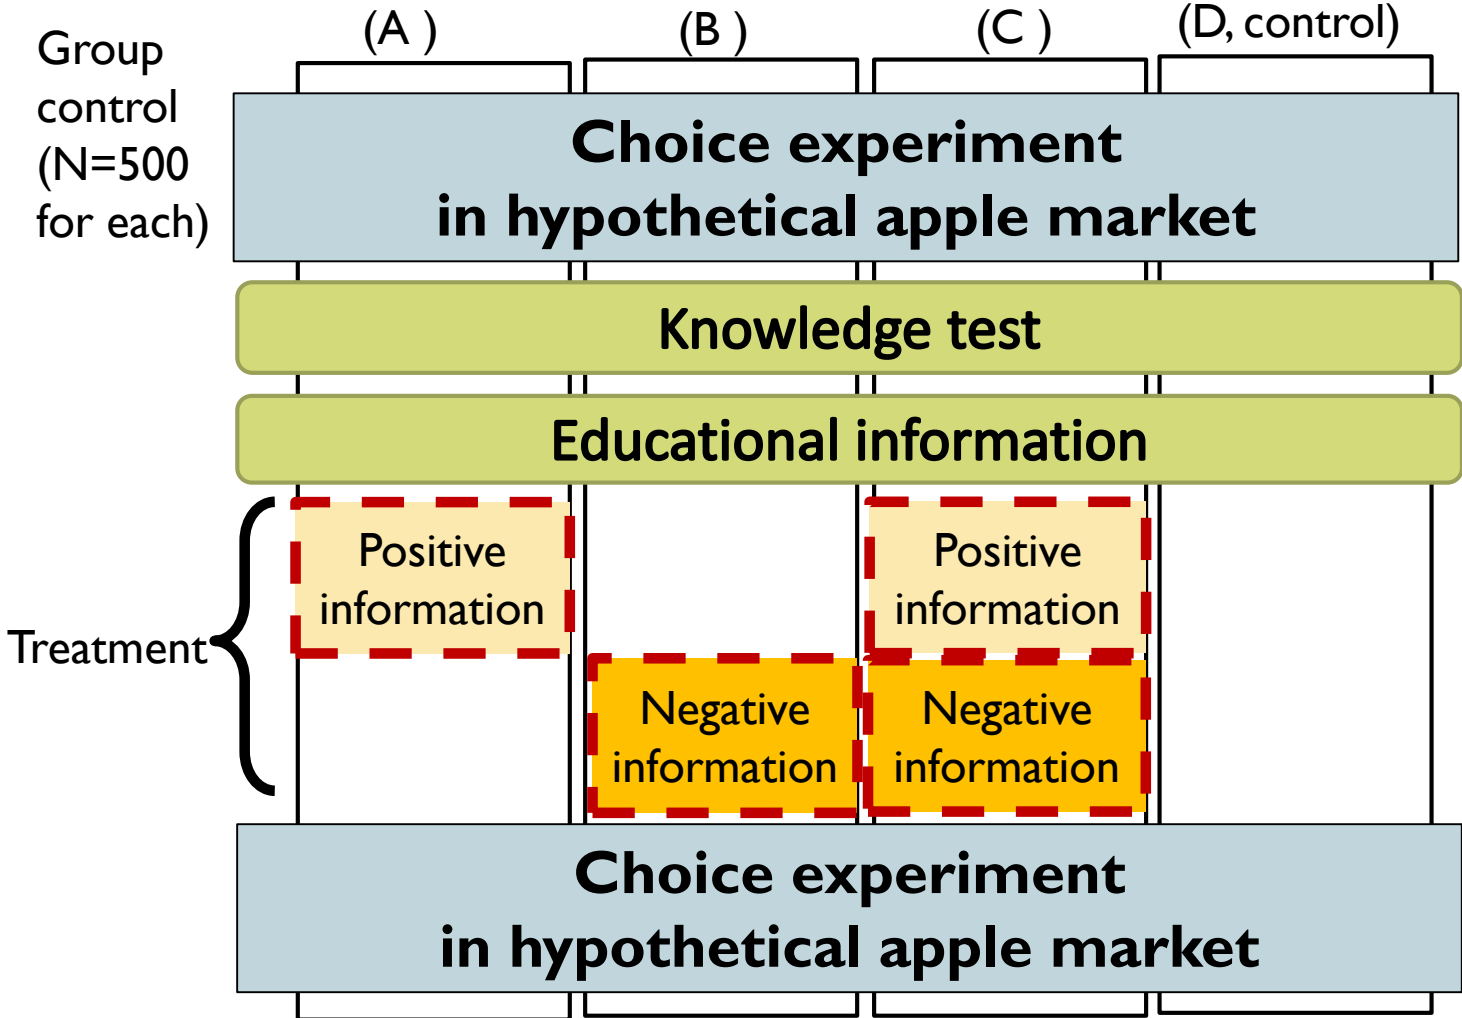 Group
control
(N=500
for each)
(A )
(B )
(C )
(D, control)
Choice experiment
in hypothetical apple market
Knowledge test
Educational information
Treatment
Positive
information
Positive
information
Negative
information
Negative
information
Choice experiment
in hypothetical apple market